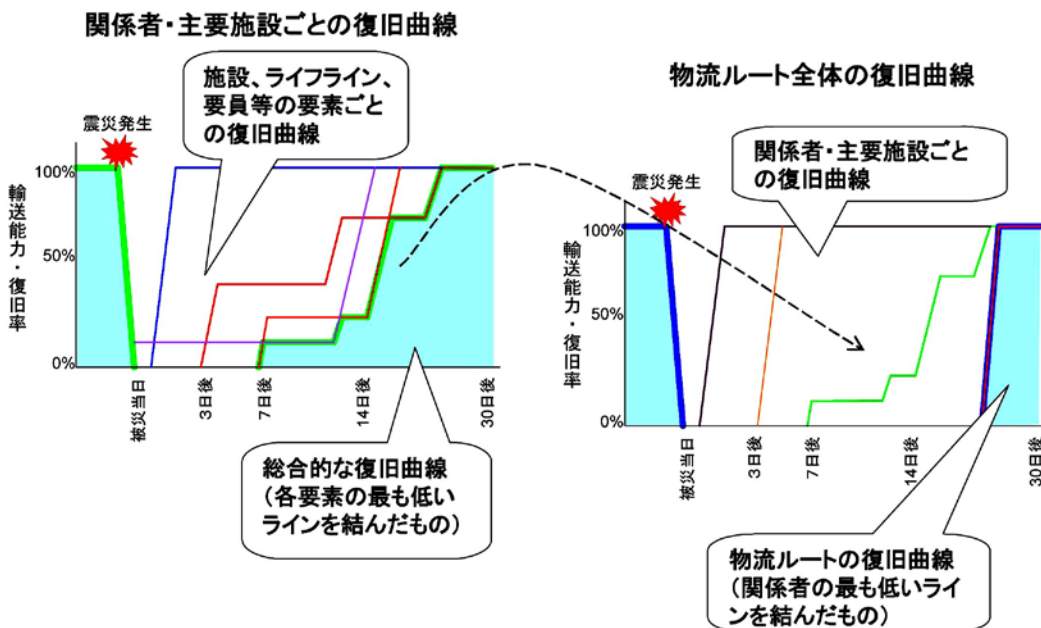 関係者・主要施設ごとの復旧曲線
施設、ライフライン、
要員等の要素ごと
の復旧曲線
震災発生
輸送能力・復旧率
100%
50%
0%
被災当日
3日後
7日後
14日後
30日後
総合的な復旧曲線
（各要素の最も低い
ラインを結んだもの）
物流ルート全体の復旧曲線
関係者・主要施設ごと
の復旧曲線
震災発生
輸送能力・復旧率
100%
50%
0%
被災当日
3日後
7日後
14日後
30日後
物流ルートの復旧曲線
（関係者の最も低いライ
ンを結んだもの）